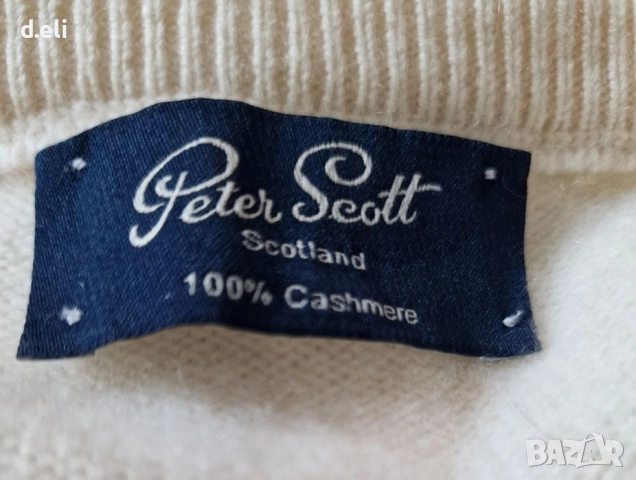 d.eli
Peter Scott
Scotland
100% Cashmere
BAZAR